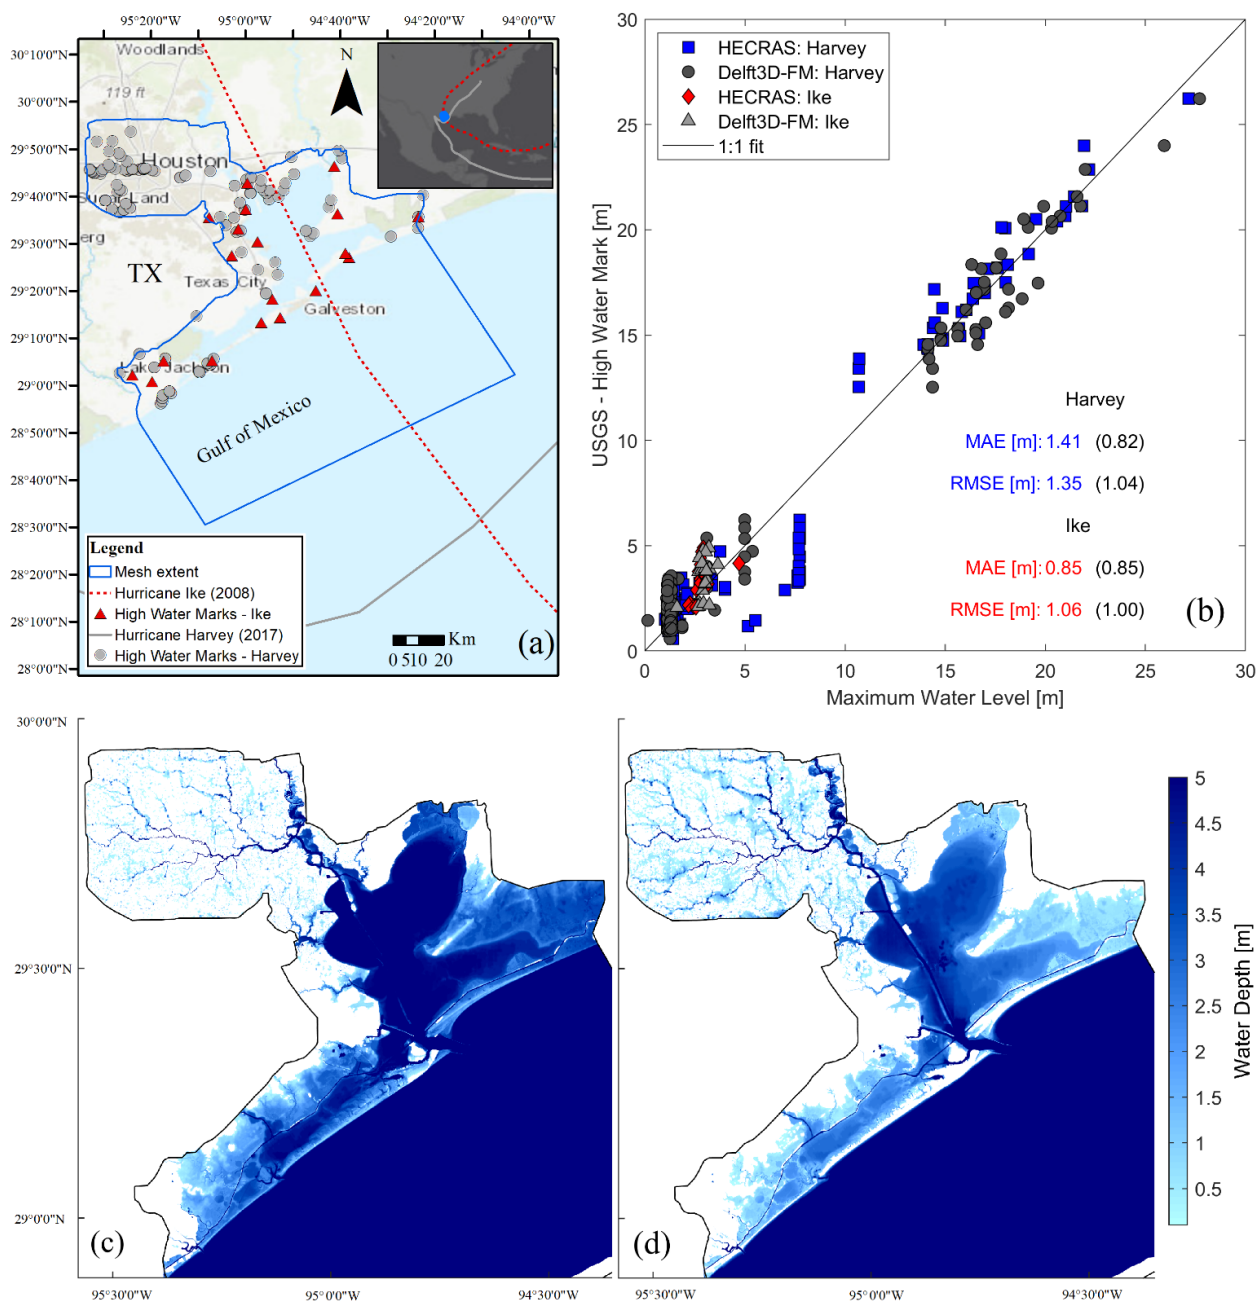 95°20'0"W 95°0'0"W 94°40'0"W 94°20'0"W 94°0'0"W
30°10'0"N
30°0'0"N
29°50'0"N
29°40'0"N
29°30'0"N
29°20'0"N
29°10'0"N
29°0'0"N
28°50'0"N
28°40'0"N
28°30'0"N
28°20'0"N
28°10'0"N
28°0'0"N
Woodlands
119 ft
N
Houston
Sugar Land
erg
TX
Texas City
Galveston
Lake Jackson
Gulf of Mexico
Legend
Mesh extent
Hurricane Ike (2008)
High Water Marks - Ike
Hurricane Harvey (2017)
High Water Marks - Harvey
Km
0 510 20
(a)
USGS - High Water Mark [m]
30
25
20
15
10
5
0
HECRAS: Harvey
Delft3D-FM: Harvey
HECRAS: Ike
Delft3D-FM: Ike
1:1 fit
Harvey
MAE [m]: 1.41 (0.82)
RMSE [m]: 1.35 (1.04)
Ike
MAE [m]: 0.85 (0.85)
RMSE [m]: 1.06 (1.00)
(b)
0 5 10 15 20 25 30
Maximum Water Level [m]
30°0'0"N
29°30'0"N
29°0'0"N
(c)
95°30'0"W 95°0'0"W 94°30'0"W
(d)
95°30'0"W 95°0'0"W 94°30'0"W
5
4.5
4
3.5
3
2.5
2
1.5
1
0.5
Water Depth [m]